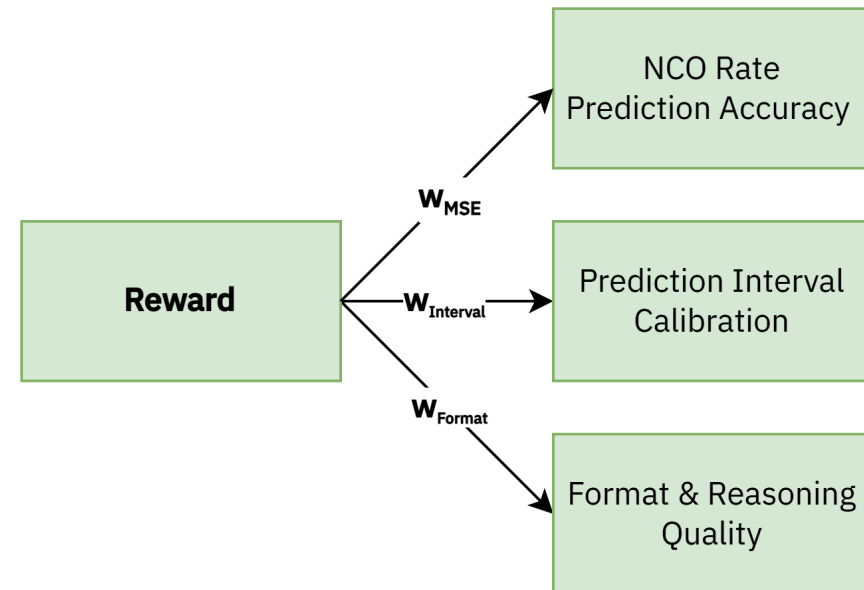 NCO Rate
Prediction Accuracy
W_MSE
Reward
W_Interval
Prediction Interval
Calibration
W_Format
Format & Reasoning
Quality